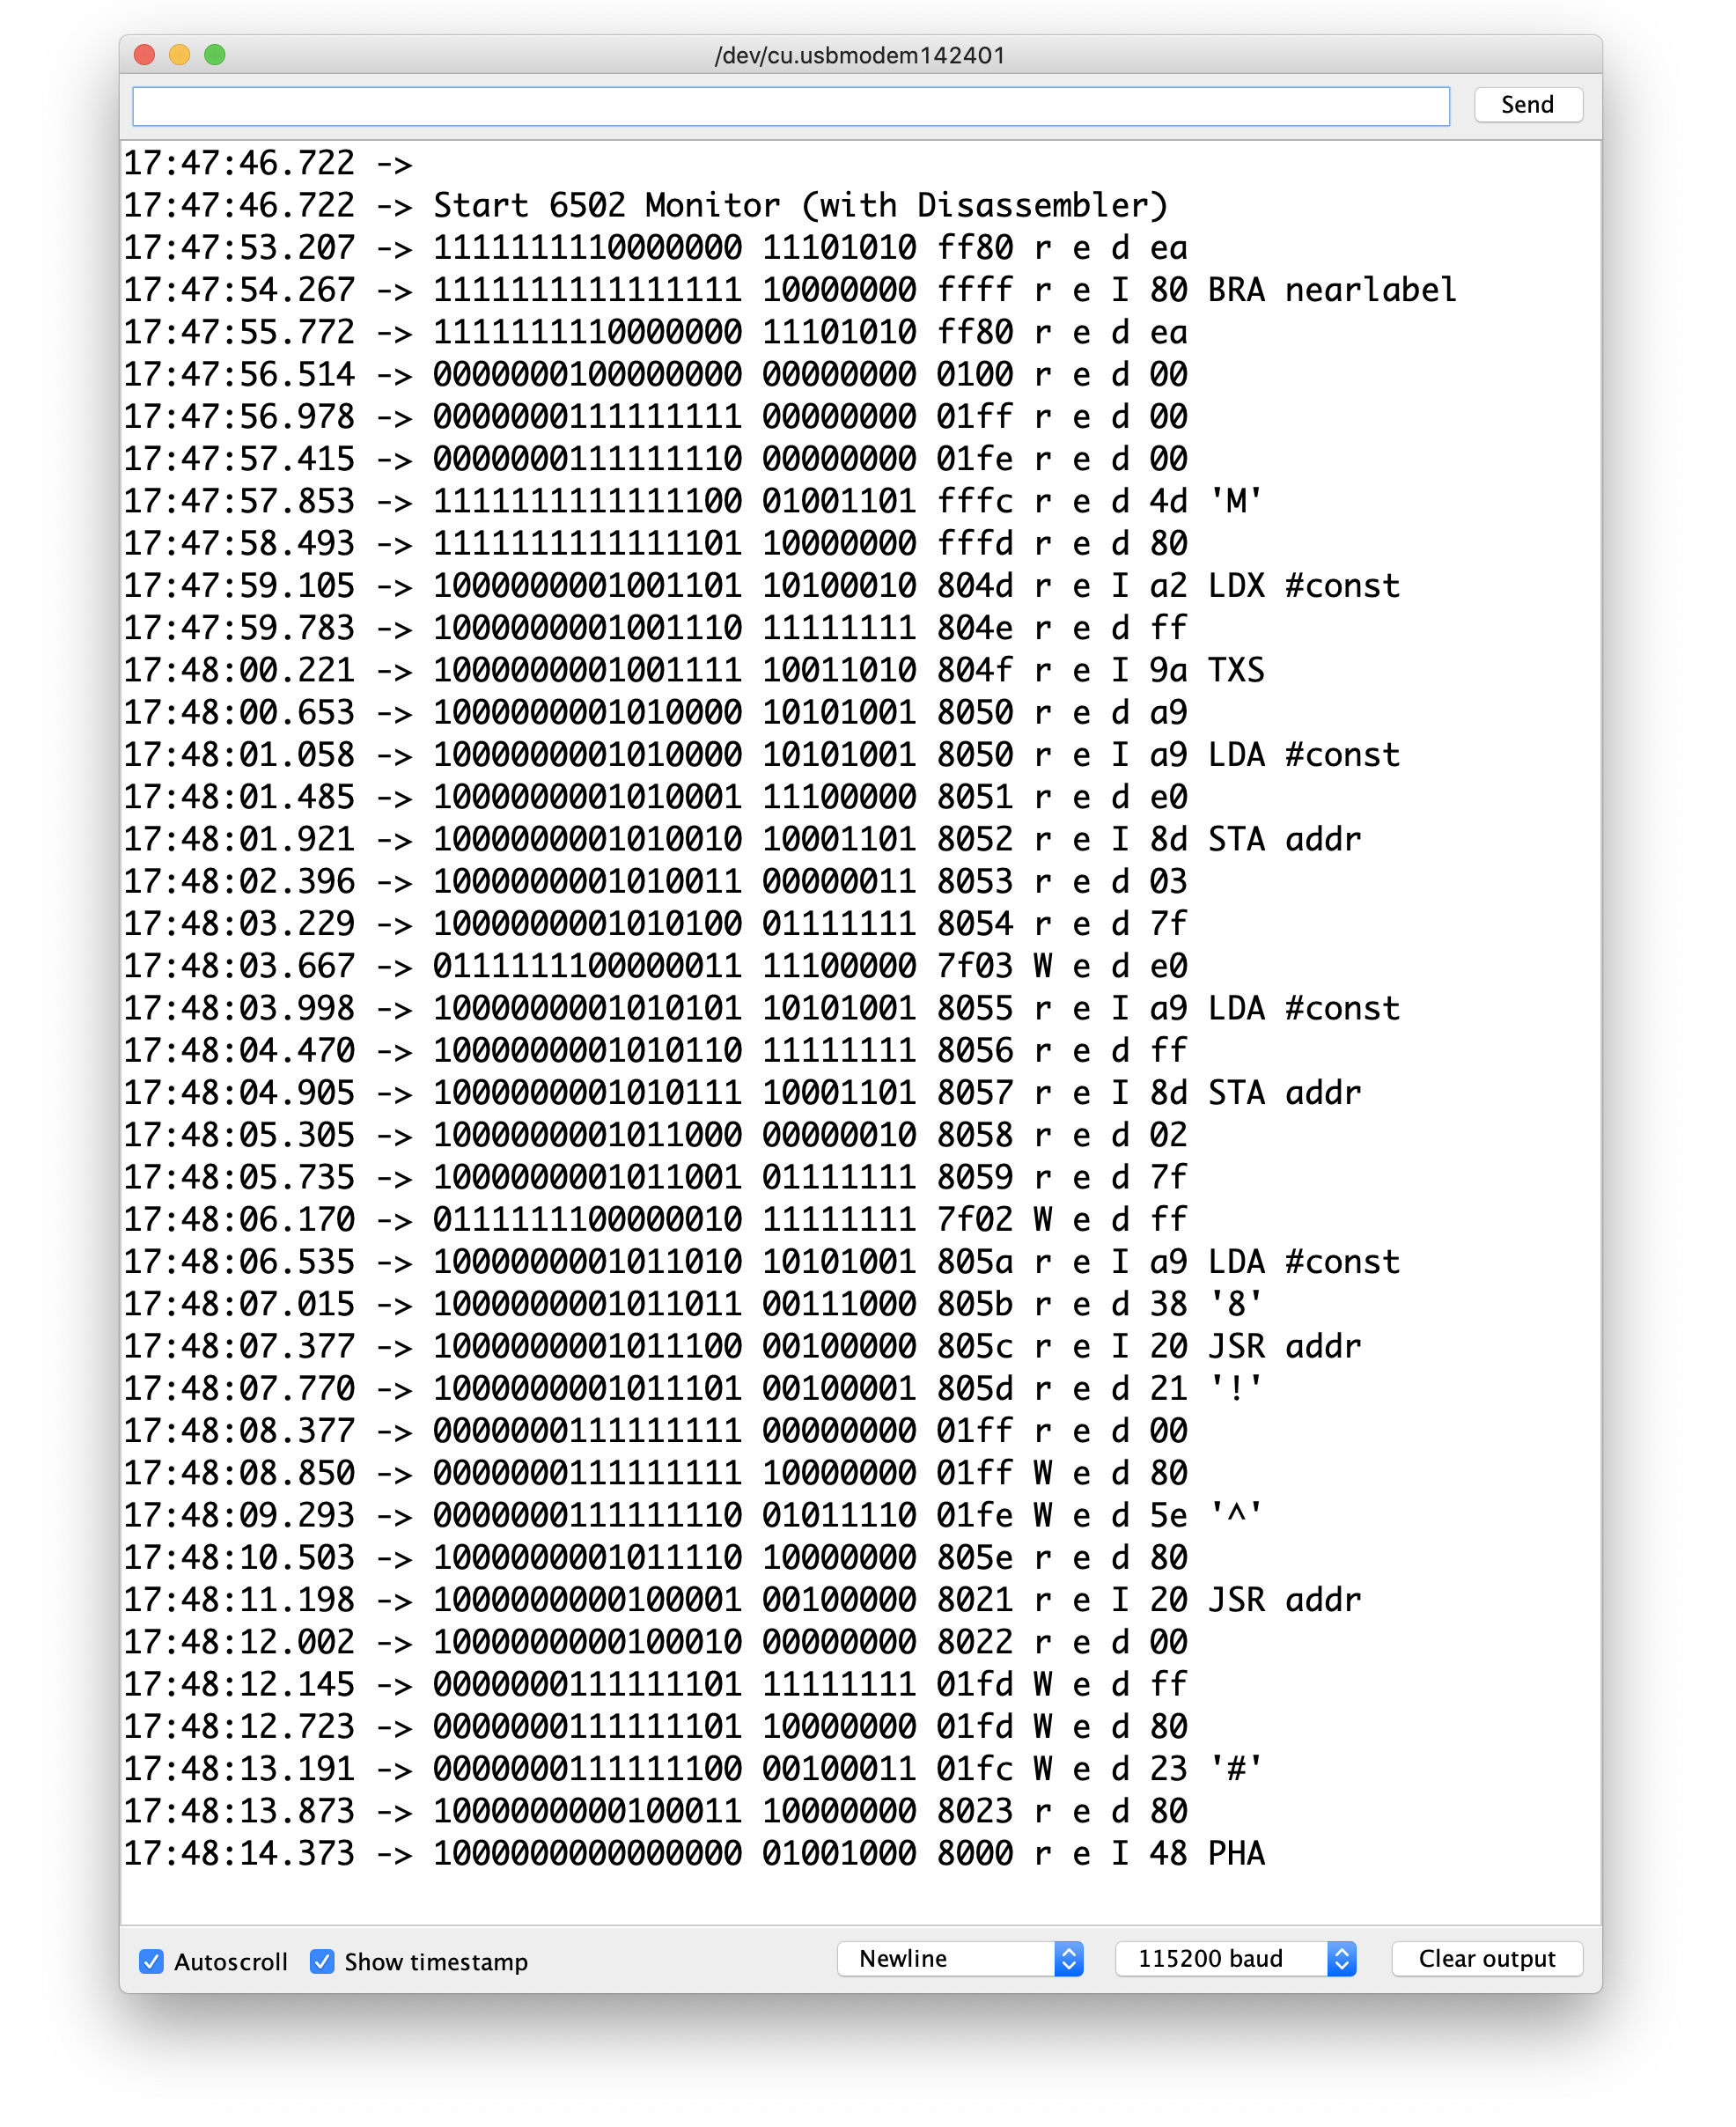 /dev/cu.usbmodem142401
Send
17:47:46.722 ->
17:47:46.722 -> Start 6502 Monitor (with Disassembler)
17:47:53.207 -> 1111111110000000 11101010 ff80 r e d ea
17:47:54.267 -> 1111111111111111 10000000 ffff r e I 80 BRA nearlabel
17:47:55.772 -> 1111111110000000 11101010 ff80 r e d ea
17:47:56.514 -> 0000000100000000 00000000 0100 r e d 00
17:47:56.978 -> 0000000111111111 00000000 01ff r e d 00
17:47:57.415 -> 0000000111111110 00000000 01fe r e d 00
17:47:57.853 -> 1111111111111100 01001101 fffc r e d 4d 'M'
17:47:58.493 -> 1111111111111101 10000000 fffd r e d 80
17:47:59.105 -> 1000000001001101 10100010 804d r e I a2 LDX #const
17:47:59.783 -> 1000000001001110 11111111 804e r e d ff
17:48:00.221 -> 1000000001001111 10011010 804f r e I 9a TXS
17:48:00.653 -> 1000000001010000 10101001 8050 r e d a9
17:48:01.058 -> 1000000001010000 10101001 8050 r e I a9 LDA #const
17:48:01.485 -> 1000000001010001 11100000 8051 r e d e0
17:48:01.921 -> 1000000001010010 10001101 8052 r e I 8d STA addr
17:48:02.396 -> 1000000001010011 00000011 8053 r e d 03
17:48:03.229 -> 1000000001010100 01111111 8054 r e d 7f
17:48:03.667 -> 0111111100000011 11100000 7f03 W e d e0
17:48:03.998 -> 1000000001010101 10101001 8055 r e I a9 LDA #const
17:48:04.470 -> 1000000001010110 11111111 8056 r e d ff
17:48:04.905 -> 1000000001010111 10001101 8057 r e I 8d STA addr
17:48:05.305 -> 1000000001011000 00000010 8058 r e d 02
17:48:05.735 -> 1000000001011001 01111111 8059 r e d 7f
17:48:06.170 -> 0111111100000010 11111111 7f02 W e d ff
17:48:06.535 -> 1000000001011010 10101001 805a r e I a9 LDA #const
17:48:07.015 -> 1000000001011011 00111000 805b r e d 38 '8'
17:48:07.377 -> 1000000001011100 00100000 805c r e I 20 JSR addr
17:48:07.770 -> 1000000001011101 00100001 805d r e d 21 '!'
17:48:08.377 -> 0000000111111111 00000000 01ff r e d 00
17:48:08.850 -> 0000000111111111 10000000 01ff W e d 80
17:48:09.293 -> 0000000111111110 01011110 01fe W e d 5e '^'
17:48:10.503 -> 1000000001011110 10000000 805e r e d 80
17:48:11.198 -> 1000000000100001 00100000 8021 r e I 20 JSR addr
17:48:12.002 -> 1000000000100010 00000000 8022 r e d 00
17:48:12.145 -> 0000000111111101 11111111 01fd W e d ff
17:48:12.723 -> 0000000111111101 10000000 01fd W e d 80
17:48:13.191 -> 0000000111111100 00100011 01fc W e d 23 '#'
17:48:13.873 -> 1000000000100011 10000000 8023 r e d 80
17:48:14.373 -> 1000000000000000 01001000 8000 r e I 48 PHA
Autoscroll Show timestamp Newline 115200 baud Clear output